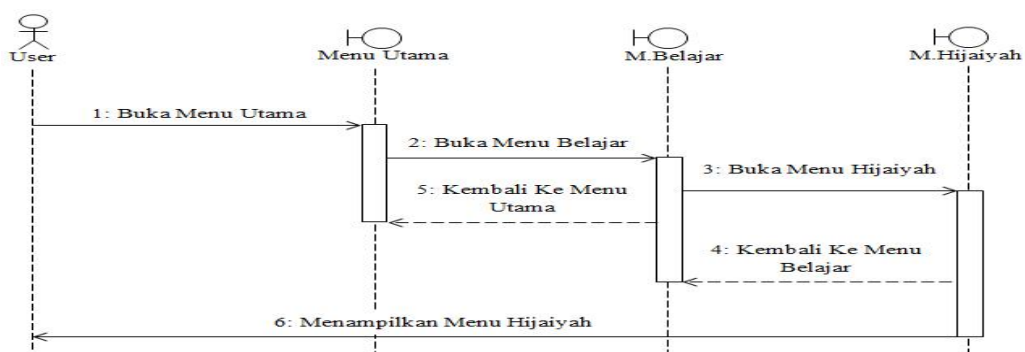 User
Menu Utama
M.Belajar
M.Hijaiyah
1: Buka Menu Utama
2: Buka Menu Belajar
3: Buka Menu Hijaiyah
5: Kembali Ke Menu
Utama
4: Kembali Ke Menu
Belajar
6: Menampilkan Menu Hijaiyah